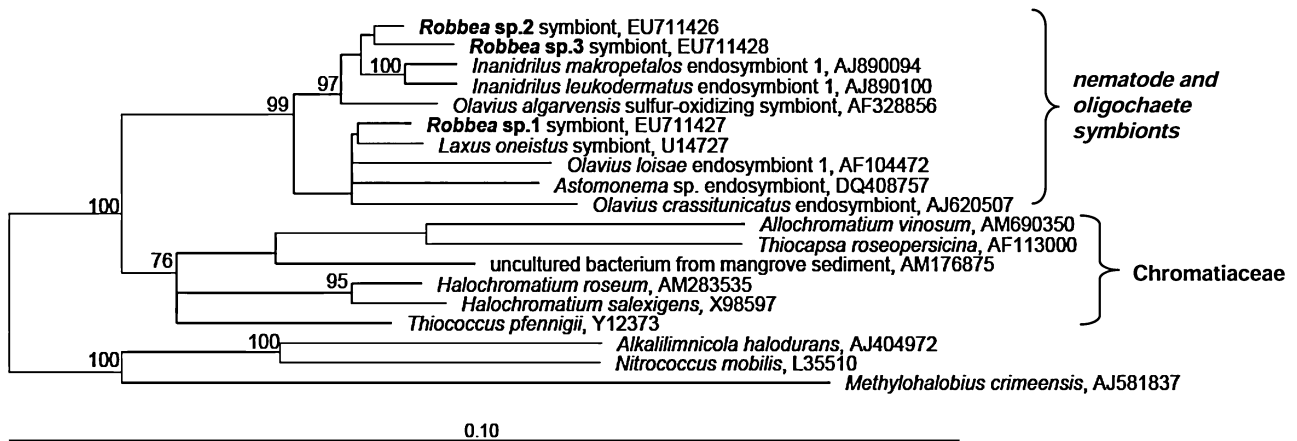 Robbea sp.2 symbiont, EU711426
Robbea sp.3 symbiont, EU711428
100
Inanidrilus makropetalos endosymbiont 1, AJ890094
97
Inanidrilus leukodermatus endosymbiont 1, AJ890100
99
Olavius algarvensis sulfur-oxidizing symbiont, AF328856
nematode and
oligochaete
symbionts
Robbea sp.1 symbiont, EU711427
Laxus oneistus symbiont, U14727
Olavius loisae endosymbiont 1, AF104472
Astomonema sp. endosymbiont, DQ408757
Olavius crassitunicatus endosymbiont, AJ620507
100
Allochromatium vinosum, AM690350
Thiocapsa roseopersicina, AF113000
76
uncultured bacterium from mangrove sediment, AM176875
Chromatiaceae
95
Halochromatium roseum, AM283535
Halochromatium salexigens, X98597
Thiococcus pfennigii, Y12373
100
Alkalilimnicola halodurans, AJ404972
100
Nitrococcus mobilis, L35510
Methylohalobius crimeensis, AJ581837
0.10